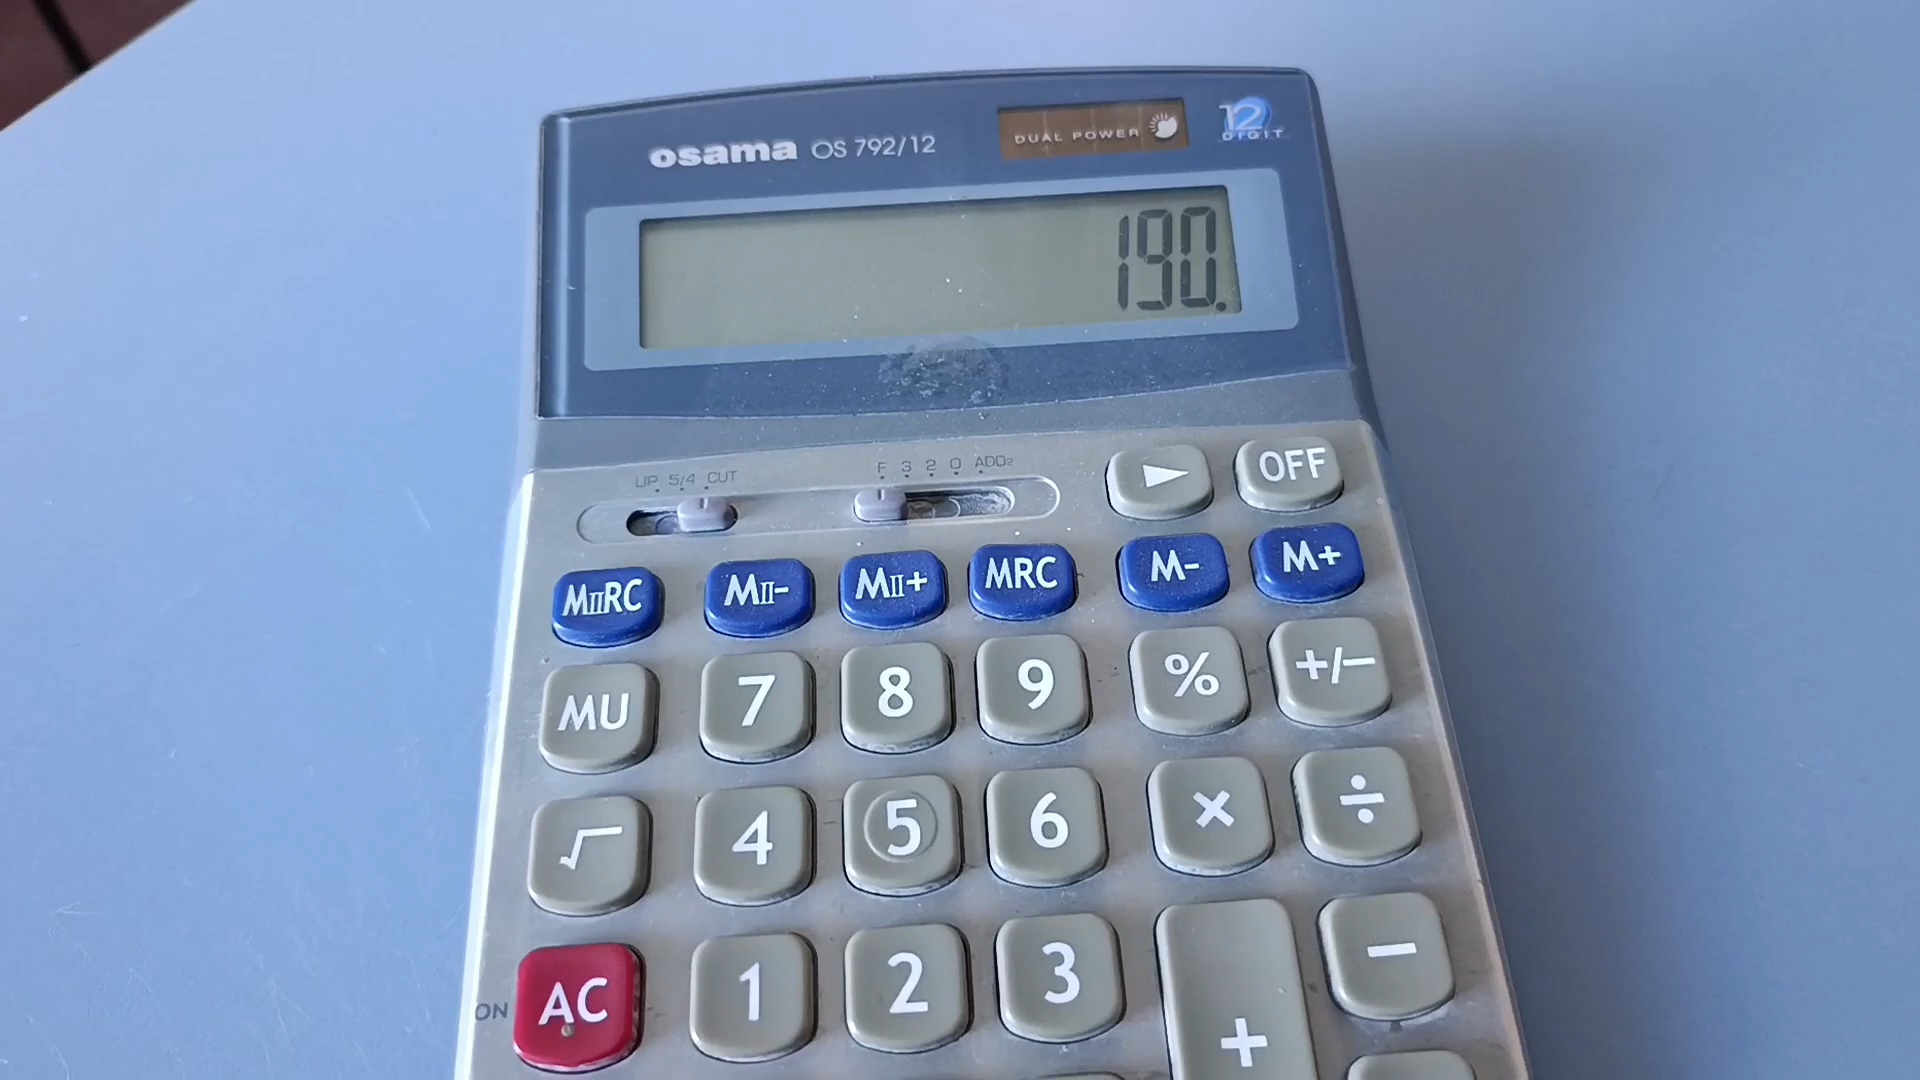 osama OS 792/12
DUAL POWER
12
DIGIT
190.
UP 5/4 CUT
F 3 2 0 ADD2
OFF
MIIRC MII- MII+ MRC M- M+
MU 7 8 9 % +/−
√ 4 5 6 × ÷
ON AC 1 2 3 + −